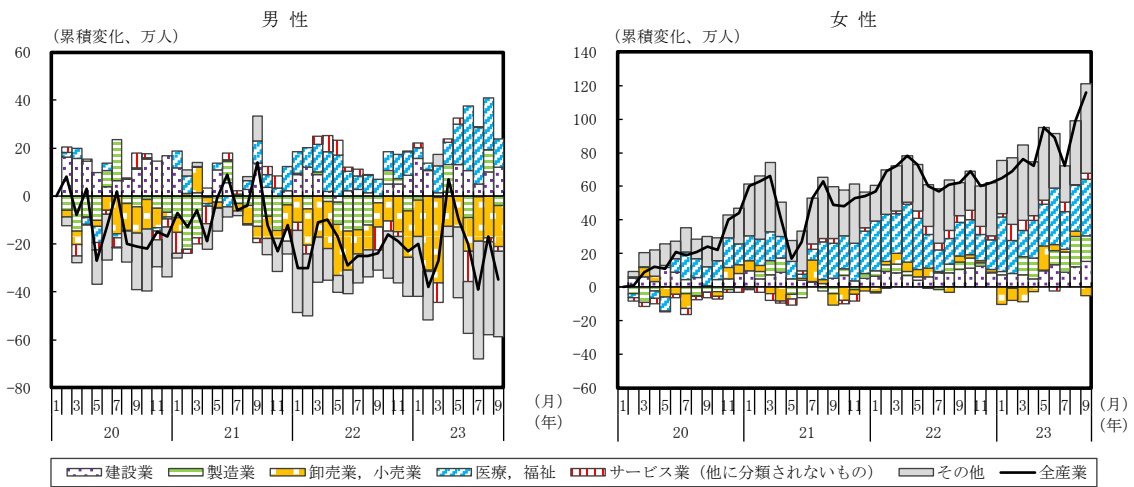 男 性
（累積変化、万人）
60
40
20
0
−20
−40
−60
−80
1 3 5 7 9 11 1 3 5 7 9 11 1 3 5 7 9 11 1 3 5 7 9
（月）
20 21 22 23
（年）
女 性
（累積変化、万人）
140
120
100
80
60
40
20
0
−20
−40
−60
1 3 5 7 9 11 1 3 5 7 9 11 1 3 5 7 9 11 1 3 5 7 9
（月）
20 21 22 23
（年）
建設業 製造業 卸売業，小売業 医療，福祉 サービス業（他に分類されないもの） その他 全産業